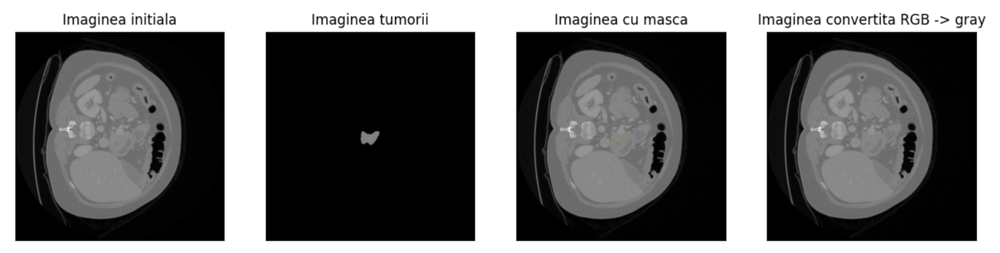 Imaginea initiala
Imaginea tumorii
Imaginea cu masca
Imaginea convertita RGB -> gray